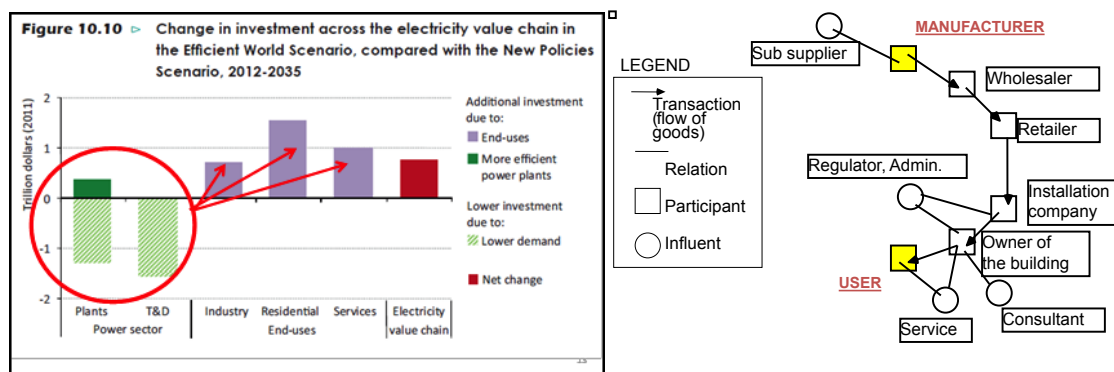 Figure 10.10 ▷ Change in investment across the electricity value chain in
the Efficient World Scenario, compared with the New Policies
Scenario, 2012-2035
Trillion dollars (2011)
2
1
0
-1
-2
Plants
T&D
Industry
Residential
Services
Electricity
Power sector
End-uses
value chain
Additional investment
due to:
End-uses
More efficient
power plants
Lower investment
due to:
Lower demand
Net change
LEGEND
Transaction
(flow of
goods)
Relation
Participant
Influent
MANUFACTURER
Sub supplier
Wholesaler
Retailer
Regulator, Admin.
Installation
company
Owner of
the building
USER
Service
Consultant